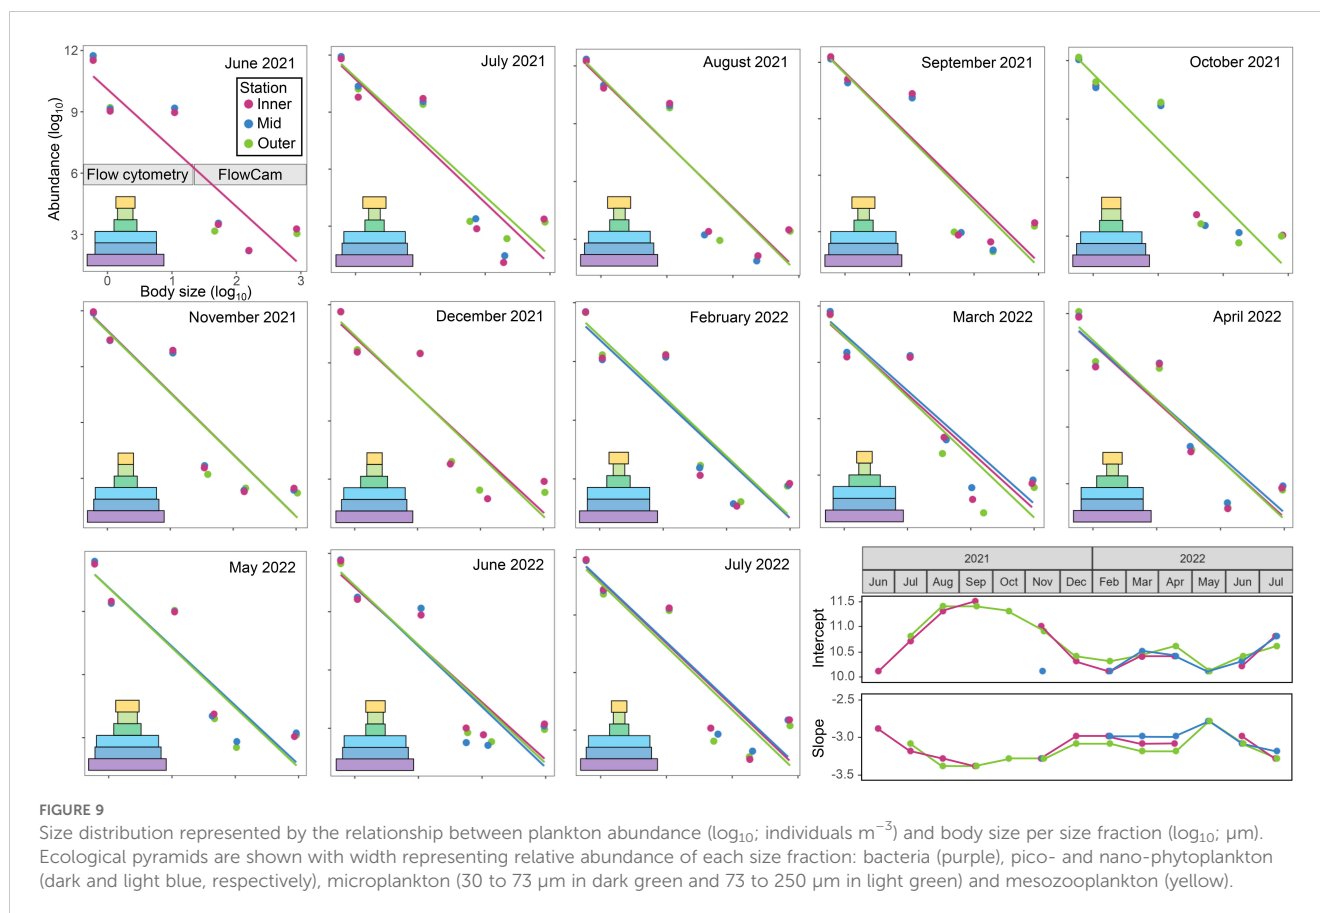 June 2021
July 2021
August 2021
September 2021
October 2021
12
9
6
3
Abundance (log10)
Station
Inner
Mid
Outer
Flow cytometry
FlowCam
0
1
2
3
Body size (log10)
November 2021
December 2021
February 2022
March 2022
April 2022
May 2022
June 2022
July 2022
2021
2022
Jun
Jul
Aug
Sep
Oct
Nov
Dec
Feb
Mar
Apr
May
Jun
Jul
Intercept
11.5
11.0
10.5
10.0
Slope
-2.5
-3.0
-3.5
FIGURE 9
Size distribution represented by the relationship between plankton abundance (log10; individuals m−3) and body size per size fraction (log10; μm).
Ecological pyramids are shown with width representing relative abundance of each size fraction: bacteria (purple), pico- and nano-phytoplankton
(dark and light blue, respectively), microplankton (30 to 73 μm in dark green and 73 to 250 μm in light green) and mesozooplankton (yellow).